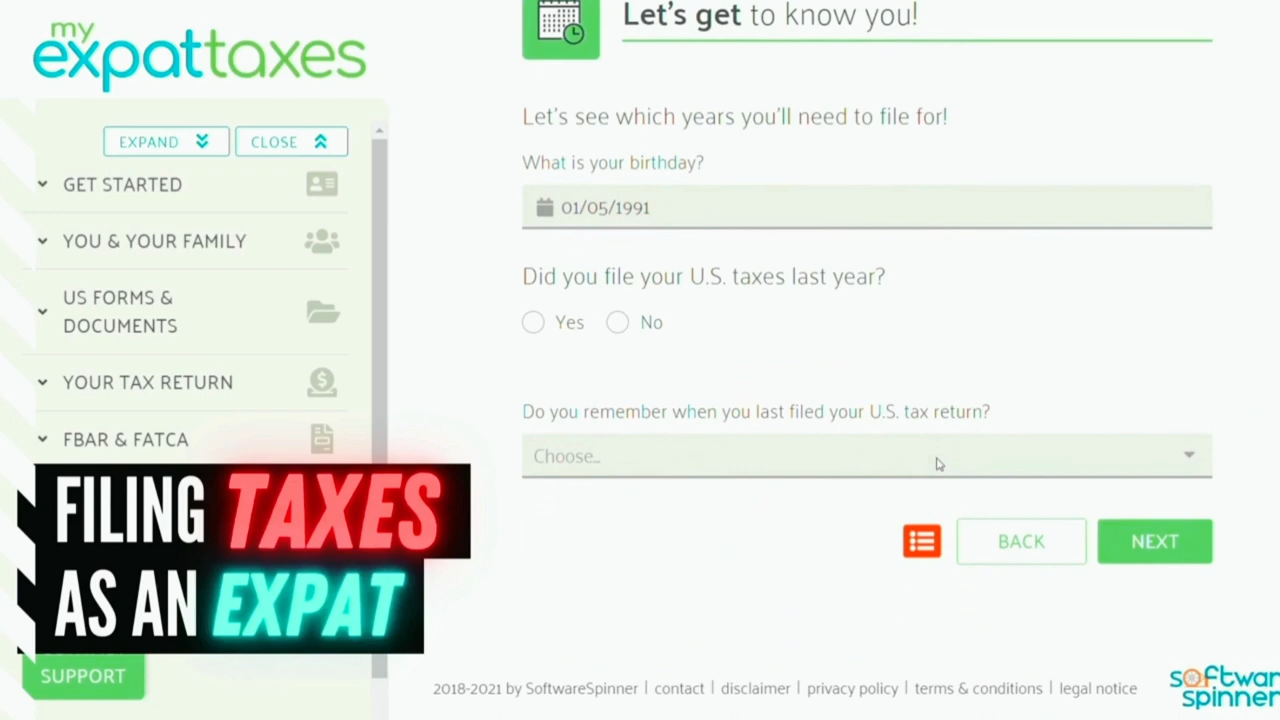 my
expattaxes
EXPAND
CLOSE
GET STARTED
YOU & YOUR FAMILY
US FORMS &
DOCUMENTS
YOUR TAX RETURN
FBAR & FATCA
FILING TAXES
AS AN EXPAT
SUPPORT
Let's get to know you!
Let's see which years you'll need to file for!
What is your birthday?
01/05/1991
Did you file your U.S. taxes last year?
Yes
No
Do you remember when you last filed your U.S. tax return?
Choose...
BACK
NEXT
2018-2021 by SoftwareSpinner | contact | disclaimer | privacy policy | terms & conditions | legal notice
softwar
spinner